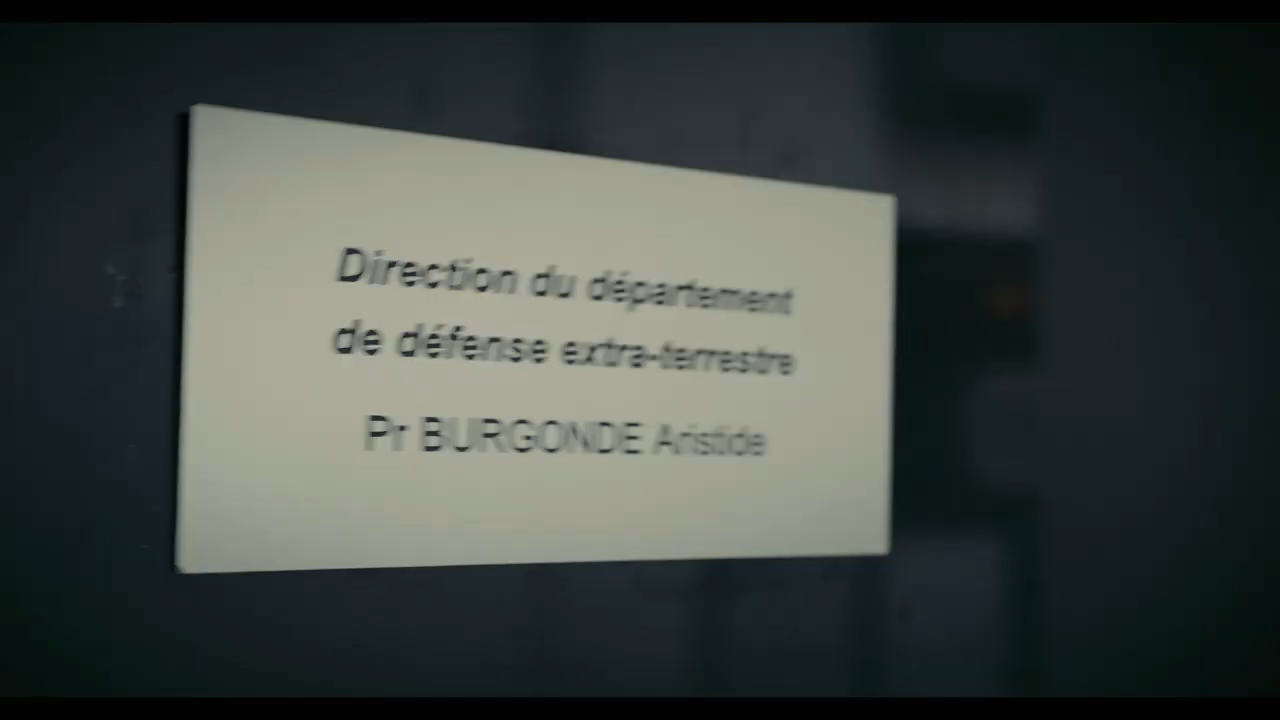 Direction du département
de défense extra-terrestre
Pr BURGONDE Aristide